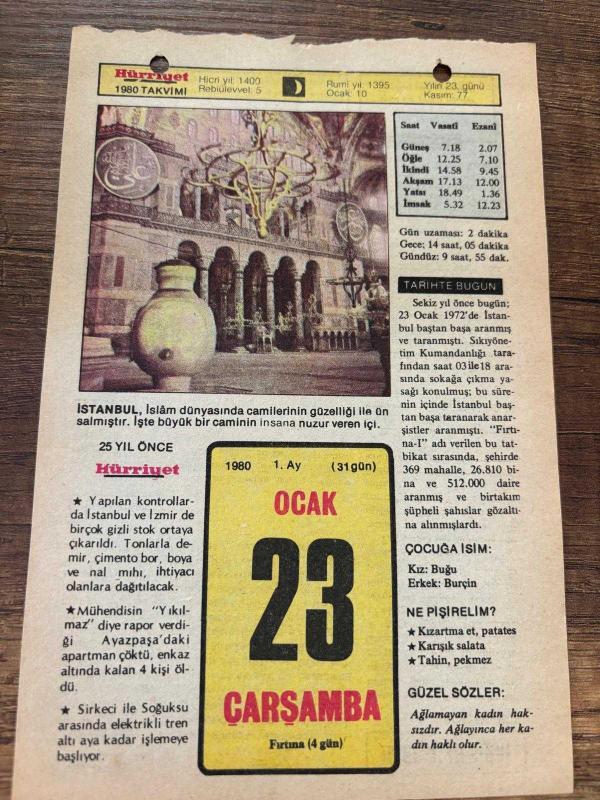 Hürriyet
1980 TAKVİMİ
Hicri yıl: 1400
Rebiülevvel: 5
Rumi yıl: 1395
Ocak: 10
Yılın 23. günü
Kasım: 77
Saat Vasatî Ezanî
Güneş 7.18 2.07
Öğle 12.25 7.10
İkindi 14.58 9.45
Akşam 17.13 12.00
Yatsı 18.49 1.36
İmsak 5.32 12.23
Gün uzaması: 2 dakika
Gece: 14 saat, 05 dakika
Gündüz: 9 saat, 55 dak.
TARİHTE BUGÜN
Sekiz yıl önce bugün;
23 Ocak 1972'de İstan-
bul baştan başa aranmış
ve taranmıştı. Sıkıyöne-
tim Kumandanlığı tara-
fından saat 03 ile 18 ara-
sında sokağa çıkma ya-
sağı konulmuş; bu süre-
nin içinde İstanbul baş-
tan başa taranarak anar-
şistler aranmıştı. "Fırtı-
na-I" adı verilen bu tat-
bikat sırasında, şehirde
369 mahalle, 26.810 bi-
na ve 512.000 daire
aranmış ve birtakım
şüpheli şahıslar gözaltı-
na alınmışlardı.
ÇOCUĞA İSİM:
Kız: Buğu
Erkek: Burçin
NE PİŞİRELİM?
★ Kızartma et, patates
★ Karışık salata
★ Tahin, pekmez
GÜZEL SÖZLER:
Ağlamayan kadın hak-
sızdır. Ağlayınca her ka-
dın haklı olur.
İSTANBUL, İslâm dünyasında camilerinin güzelliği ile ün
salmıştır. İşte büyük bir caminin insana huzur veren içi.
25 YIL ÖNCE
Hürriyet
★ Yapılan kontrollar-
da İstanbul ve İzmir de
birçok gizli stok ortaya
çıkarıldı. Tonlarla de-
mir, çimento bor, boya
ve nal mıhı, ihtiyacı
olanlara dağıtılacak.
★ Mühendisin "Yıkıl-
maz" diye rapor verdi-
ği Ayazpaşa'daki
apartman çöktü, enkaz
altında kalan 4 kişi öl-
dü.
★ Sirkeci ile Soğuksu
arasında elektrikli tren
altı aya kadar işlemeye
başlıyor.
1980 1. Ay (31 gün)
OCAK
23
ÇARŞAMBA
Fırtına (4 gün)